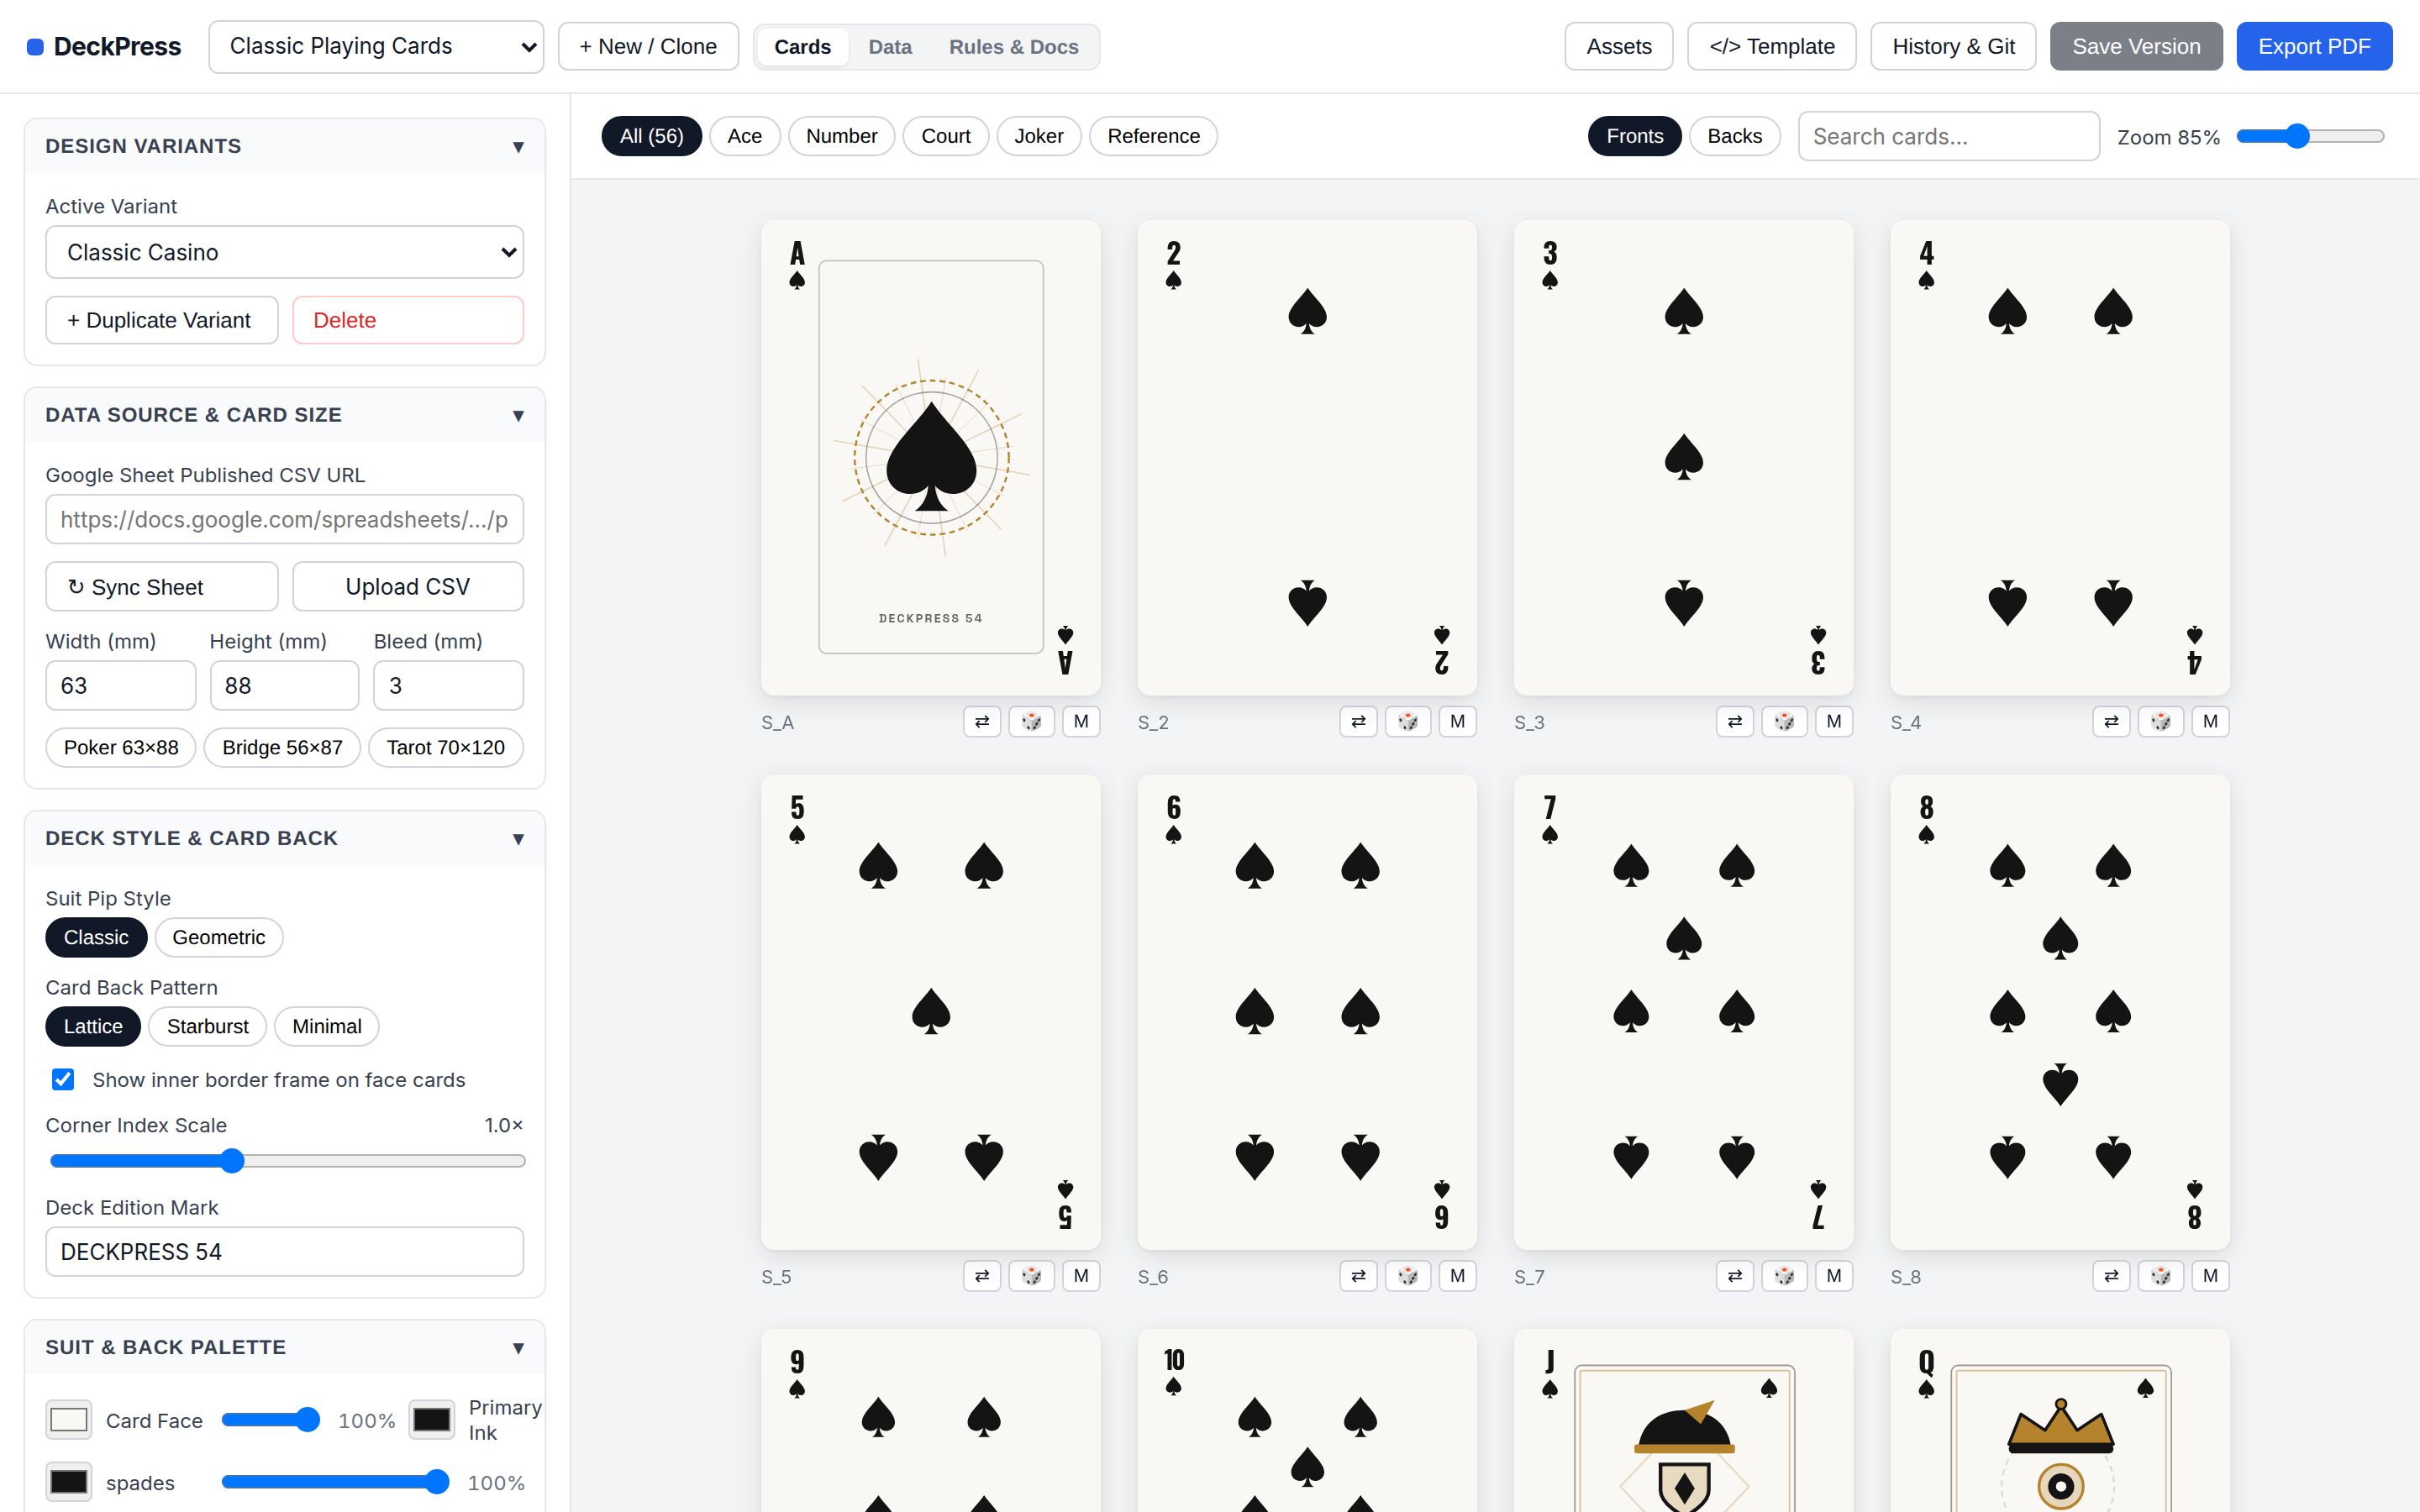 DeckPress
Classic Playing Cards
+ New / Clone
Cards
Data
Rules & Docs
Assets
</> Template
History & Git
Save Version
Export PDF
DESIGN VARIANTS ▼
Active Variant
Classic Casino
+ Duplicate Variant
Delete
DATA SOURCE & CARD SIZE ▼
Google Sheet Published CSV URL
https://docs.google.com/spreadsheets/.../p
↻ Sync Sheet
Upload CSV
Width (mm) Height (mm) Bleed (mm)
63 88 3
Poker 63×88 Bridge 56×87 Tarot 70×120
DECK STYLE & CARD BACK ▼
Suit Pip Style
Classic Geometric
Card Back Pattern
Lattice Starburst Minimal
Show inner border frame on face cards
Corner Index Scale 1.0×
Deck Edition Mark
DECKPRESS 54
SUIT & BACK PALETTE ▼
Card Face 100% Primary
Ink
spades 100%
All (56) Ace Number Court Joker Reference
Fronts Backs
Search cards...
Zoom 85%
A
DECKPRESS 54
A
S_A ⇄ M
2
2
S_2 ⇄ M
3
3
S_3 ⇄ M
4
4
S_4 ⇄ M
5
5
S_5 ⇄ M
6
6
S_6 ⇄ M
7
7
S_7 ⇄ M
8
8
S_8 ⇄ M
9
10
J
Q